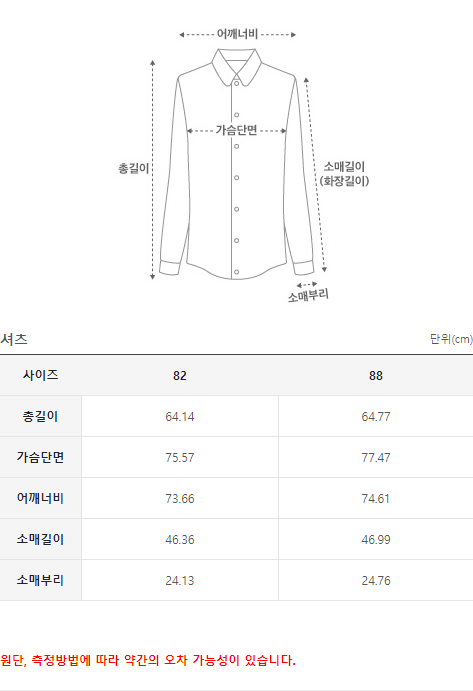 어깨너비
가슴단면
총길이
소매길이
(화장길이)
소매부리
셔츠 단위(cm)
사이즈 82 88
총길이 64.14 64.77
가슴단면 75.57 77.47
어깨너비 73.66 74.61
소매길이 46.36 46.99
소매부리 24.13 24.76
원단, 측정방법에 따라 약간의 오차 가능성이 있습니다.